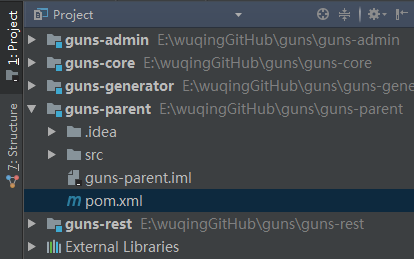 1: Project
7: Structure
Project
guns-admin E:\wuqingGitHub\guns\guns-admin
guns-core E:\wuqingGitHub\guns\guns-core
guns-generator E:\wuqingGitHub\guns\guns-gene
guns-parent E:\wuqingGitHub\guns\guns-parent
.idea
src
guns-parent.iml
m pom.xml
guns-rest E:\wuqingGitHub\guns\guns-rest
External Libraries